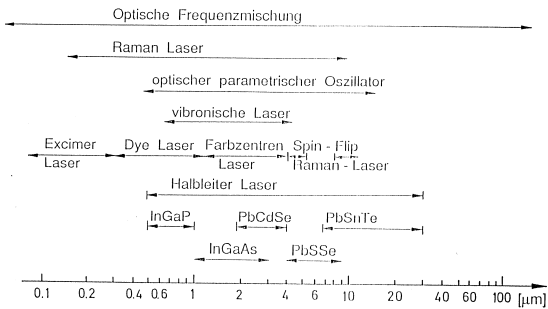 Optische Frequenzmischung
Raman Laser
optischer parametrischer Oszillator
vibronische Laser
Excimer Dye Laser Farbzentren Spin - Flip
Laser Laser Raman - Laser
Halbleiter Laser
InGaP PbCdSe PbSnTe
InGaAs PbSSe
0.1 0.2 0.4 0.6 1 2 4 6 10 20 40 60 100 [µm]